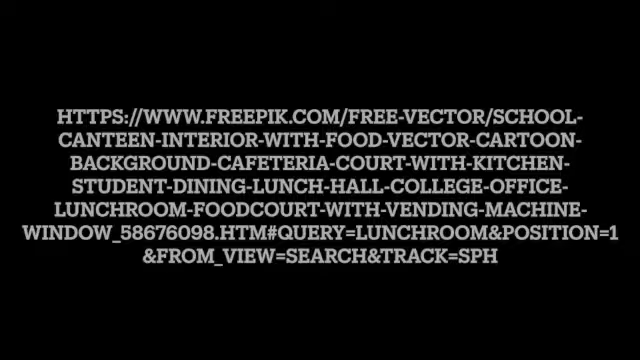 HTTPS://WWW.FREEPIK.COM/FREE-VECTOR/SCHOOL-
CANTEEN-INTERIOR-WITH-FOOD-VECTOR-CARTOON-
BACKGROUND-CAFETERIA-COURT-WITH-KITCHEN-
STUDENT-DINING-LUNCH-HALL-COLLEGE-OFFICE-
LUNCHROOM-FOODCOURT-WITH-VENDING-MACHINE-
WINDOW_58676098.HTM#QUERY=LUNCHROOM&POSITION=1
&FROM_VIEW=SEARCH&TRACK=SPH